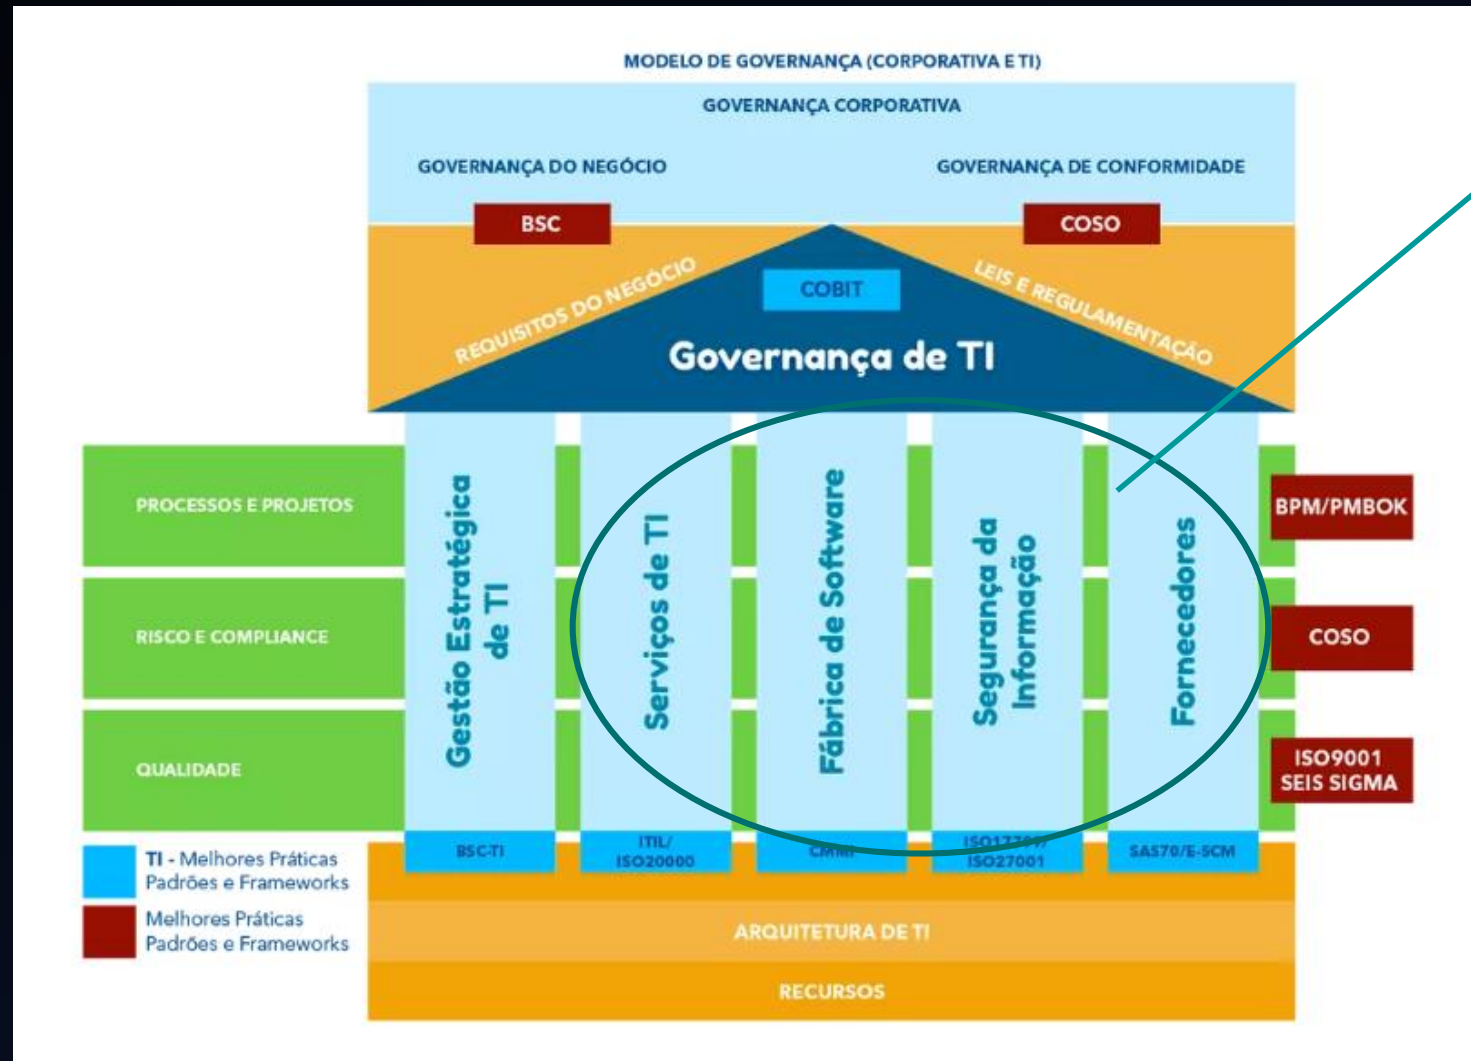 MODELO DE GOVERNANÇA (CORPORATIVA E TI)
GOVERNANÇA CORPORATIVA
GOVERNANÇA DO NEGÓCIO
GOVERNANÇA DE CONFORMIDADE
BSC
COSO
REQUISITOS DO NEGÓCIO
COBIT
LEIS E REGULAMENTAÇÃO
Governança de TI
PROCESSOS E PROJETOS
RISCO E COMPLIANCE
QUALIDADE
Gestão Estratégica
de TI
Serviços de TI
Fábrica de Software
Segurança da
Informação
Fornecedores
BPM/PMBOK
COSO
ISO9001
SEIS SIGMA
BSC-TI
ITIL/
ISO20000
CMMI
ISO17799/
ISO27001
SAS70/E-SCM
TI - Melhores Práticas
Padrões e Frameworks
Melhores Práticas
Padrões e Frameworks
ARQUITETURA DE TI
RECURSOS